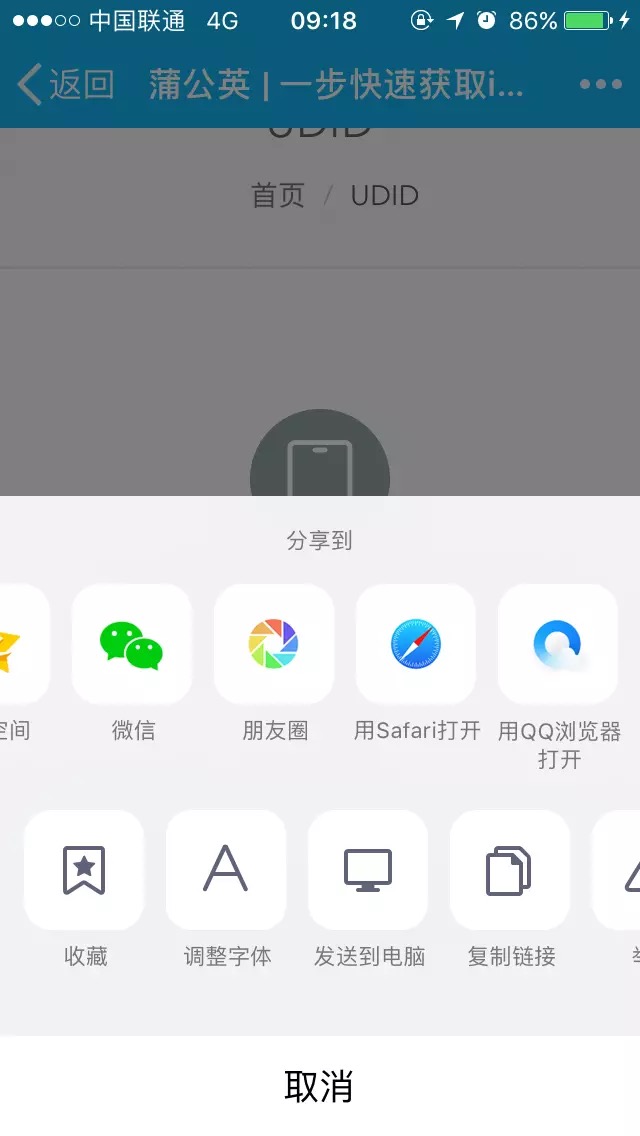 中国联通 4G 09:18 86%
返回 蒲公英 | 一步快速获取i...
UDID
首页 / UDID
分享到
空间 微信 朋友圈 用Safari打开 用QQ浏览器打开
收藏 调整字体 发送到电脑 复制链接
取消